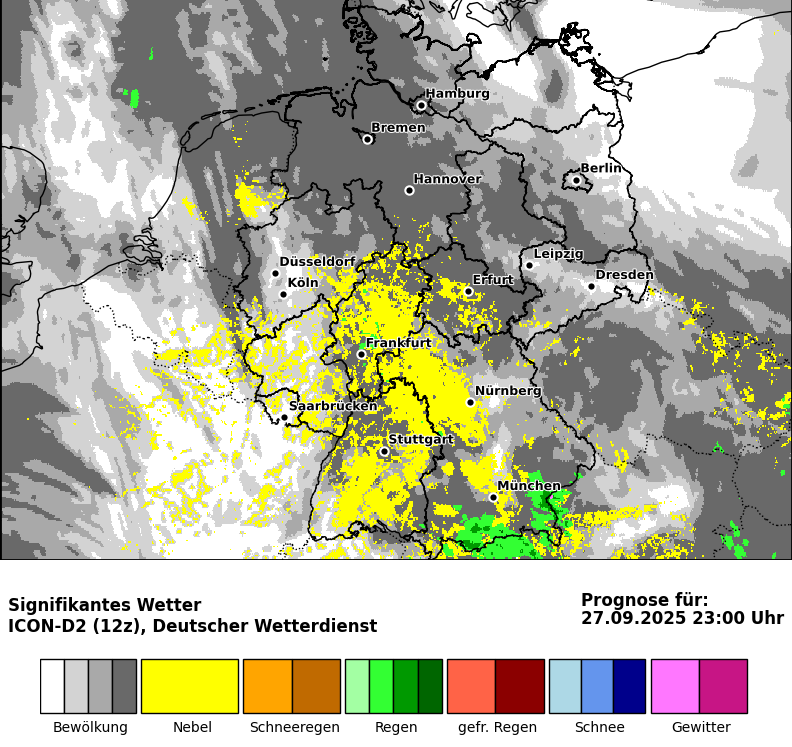 Hamburg
Bremen
Berlin
Hannover
Leipzig
Düsseldorf
Dresden
Köln
Erfurt
Frankfurt
Nürnberg
Saarbrücken
Stuttgart
München
Signifikantes Wetter
ICON-D2 (12z), Deutscher Wetterdienst
Prognose für:
27.09.2025 23:00 Uhr
Bewölkung Nebel Schneeregen Regen gefr. Regen Schnee Gewitter